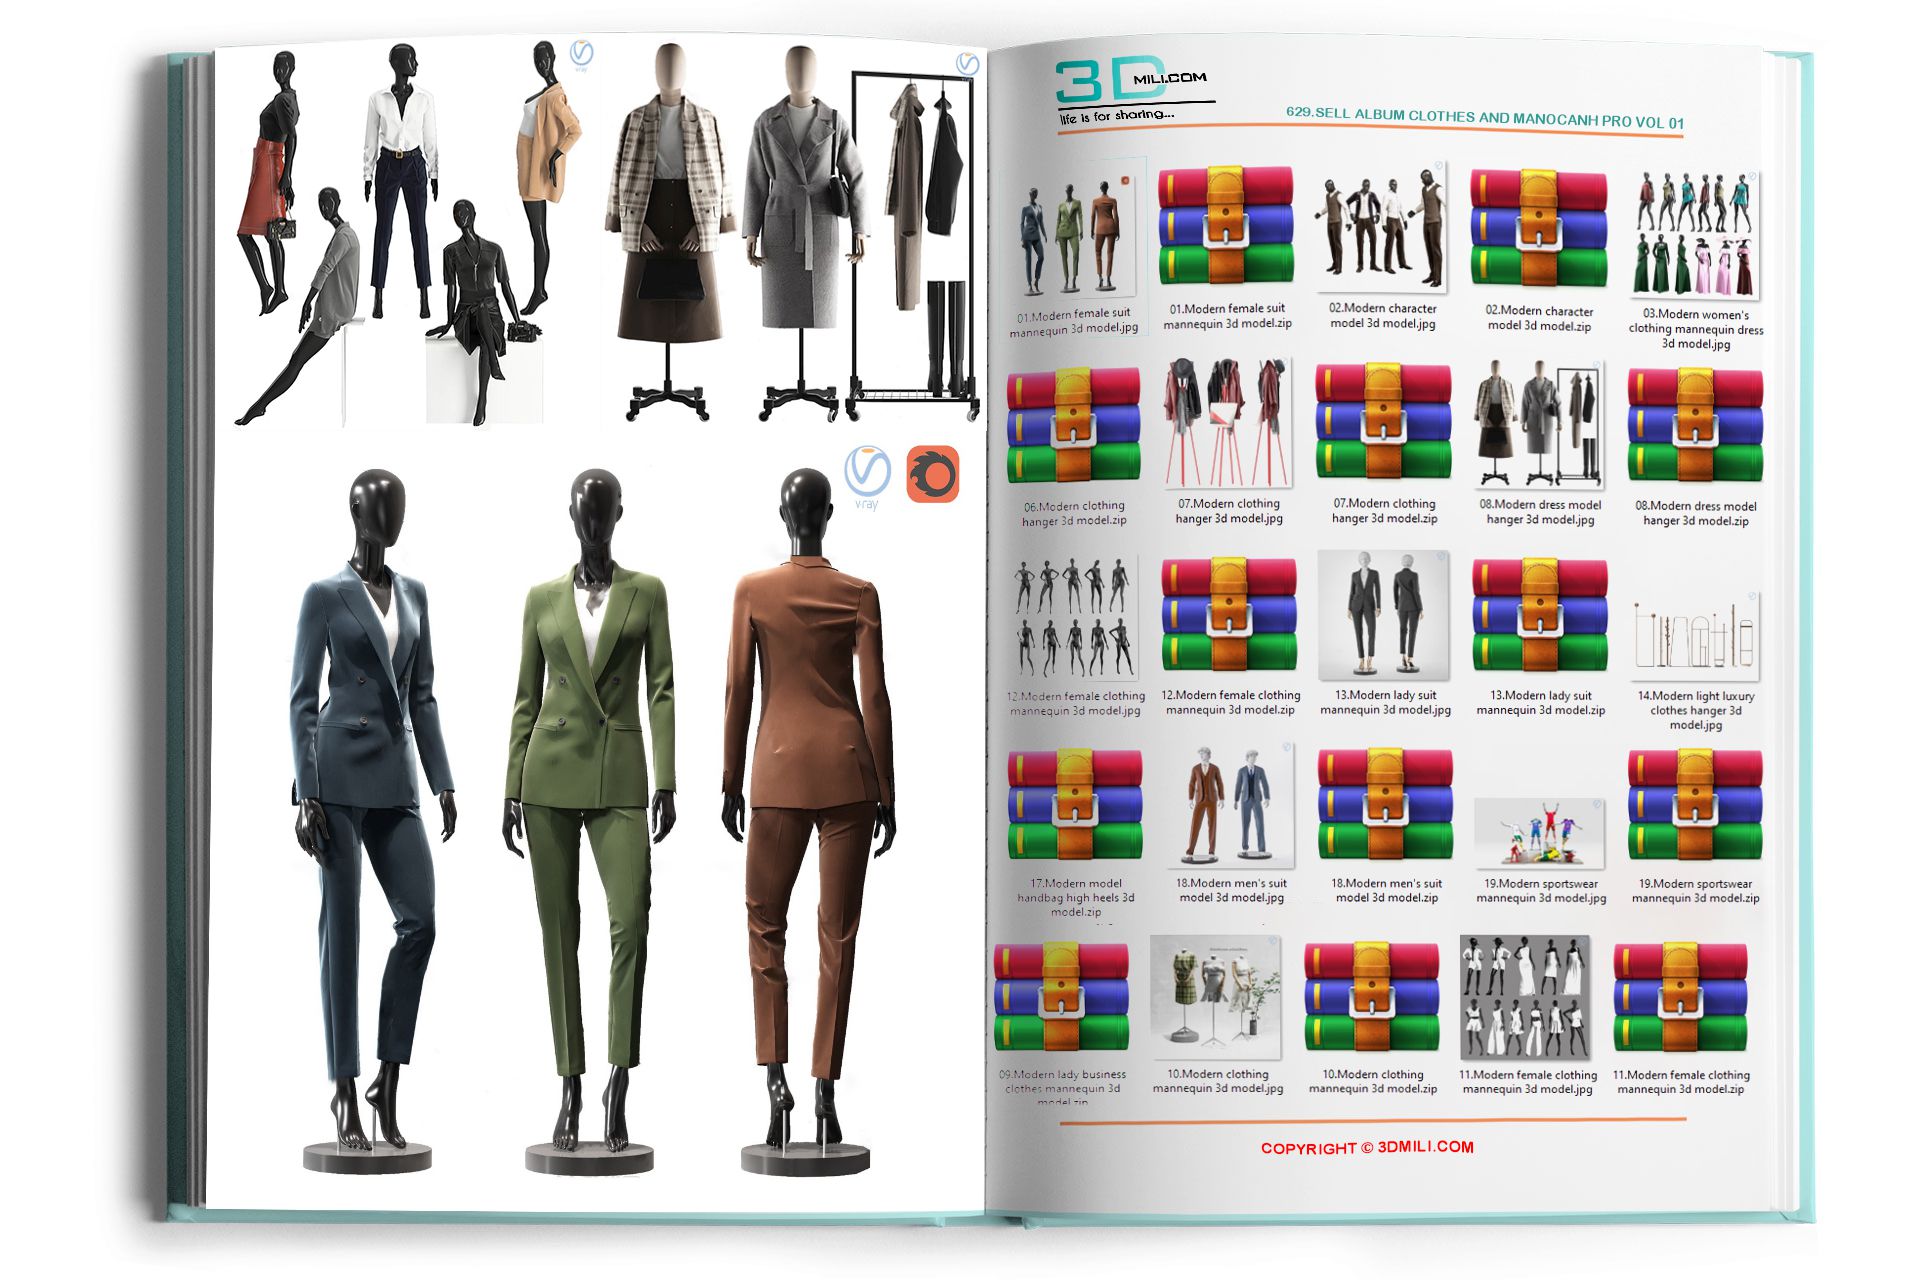 vray
vray
vray
3D MILI.COM
life is for sharing...
629.SELL ALBUM CLOTHES AND MANOCANH PRO VOL 01
01.Modern female suit
mannequin 3d model.jpg
01.Modern female suit
mannequin 3d model.zip
02.Modern character
model 3d model.jpg
02.Modern character
model 3d model.zip
03.Modern women's
clothing mannequin dress
3d model.jpg
06.Modern clothing
hanger 3d model.zip
07.Modern clothing
hanger 3d model.jpg
07.Modern clothing
hanger 3d model.zip
08.Modern dress model
hanger 3d model.jpg
08.Modern dress model
hanger 3d model.zip
12.Modern female clothing
mannequin 3d model.jpg
12.Modern female clothing
mannequin 3d model.zip
13.Modern lady suit
mannequin 3d model.jpg
13.Modern lady suit
mannequin 3d model.zip
14.Modern light luxury
clothes hanger 3d
model.jpg
17.Modern model
handbag high heels 3d
model.zip
18.Modern men's suit
model 3d model.jpg
18.Modern men's suit
model 3d model.zip
19.Modern sportswear
mannequin 3d model.jpg
19.Modern sportswear
mannequin 3d model.zip
09.Modern lady business
clothes mannequin 3d
model.zip
10.Modern clothing
mannequin 3d model.jpg
10.Modern clothing
mannequin 3d model.zip
11.Modern female clothing
mannequin 3d model.jpg
11.Modern female clothing
mannequin 3d model.zip
COPYRIGHT © 3DMILI.COM